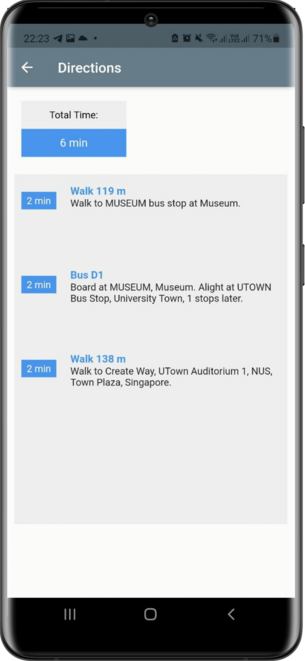 22:23
71%
Directions
Total Time:
6 min
Walk 119 m
2 min
Walk to MUSEUM bus stop at Museum.
Bus D1
2 min
Board at MUSEUM, Museum. Alight at UTOWN
Bus Stop, University Town, 1 stops later.
Walk 138 m
2 min
Walk to Create Way, UTown Auditorium 1, NUS,
Town Plaza, Singapore.